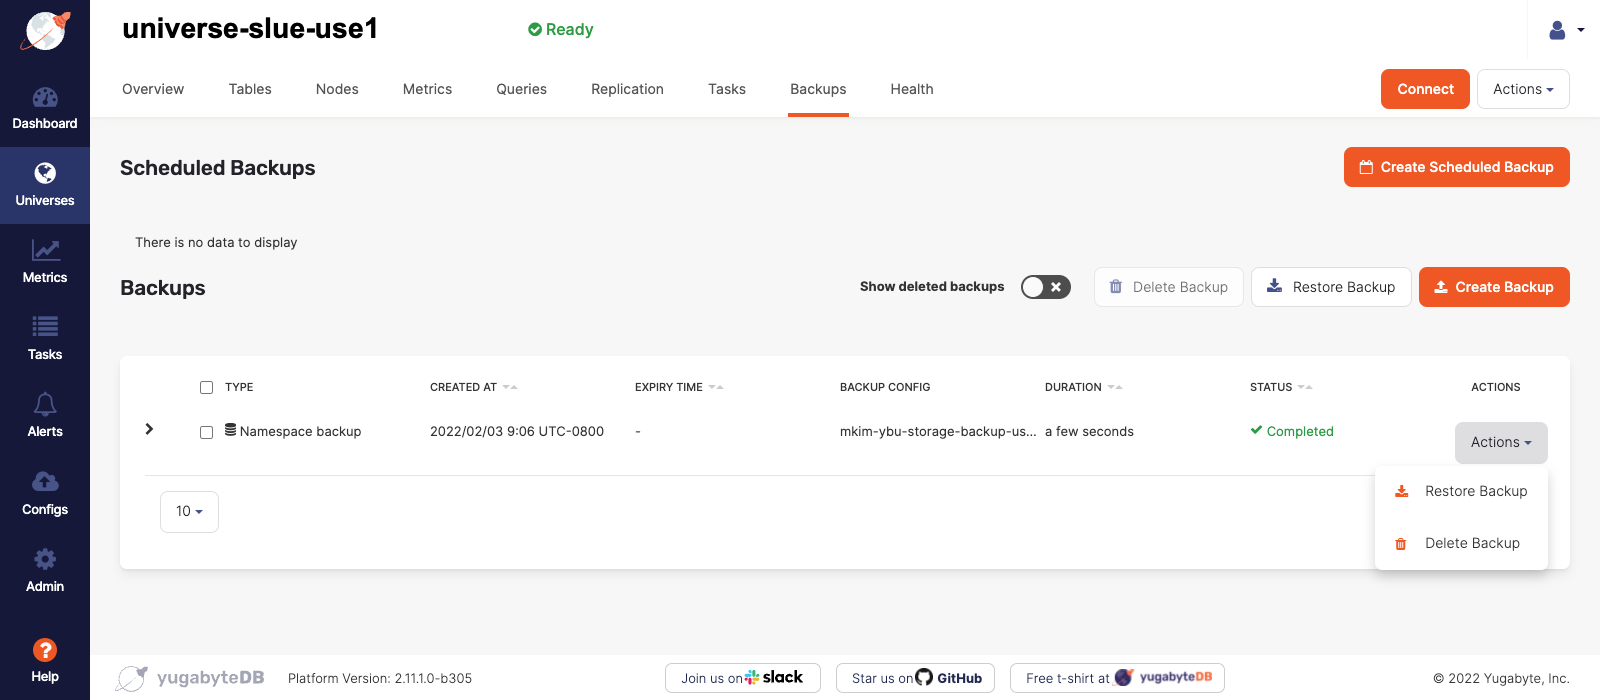 universe-slue-use1
Ready
Overview Tables Nodes Metrics Queries Replication Tasks Backups Health
Connect
Actions
Dashboard
Universes
Metrics
Tasks
Alerts
Configs
Admin
Help
Scheduled Backups
Create Scheduled Backup
There is no data to display
Backups
Show deleted backups
Delete Backup
Restore Backup
Create Backup
TYPE CREATED AT EXPIRY TIME BACKUP CONFIG DURATION STATUS ACTIONS
Namespace backup 2022/02/03 9:06 UTC-0800 - mkim-ybu-storage-backup-us... a few seconds Completed
Actions
Restore Backup
Delete Backup
10
yugabyteDB
Platform Version: 2.11.1.0-b305
Join us on slack
Star us on GitHub
Free t-shirt at yugabyteDB
© 2022 Yugabyte, Inc.